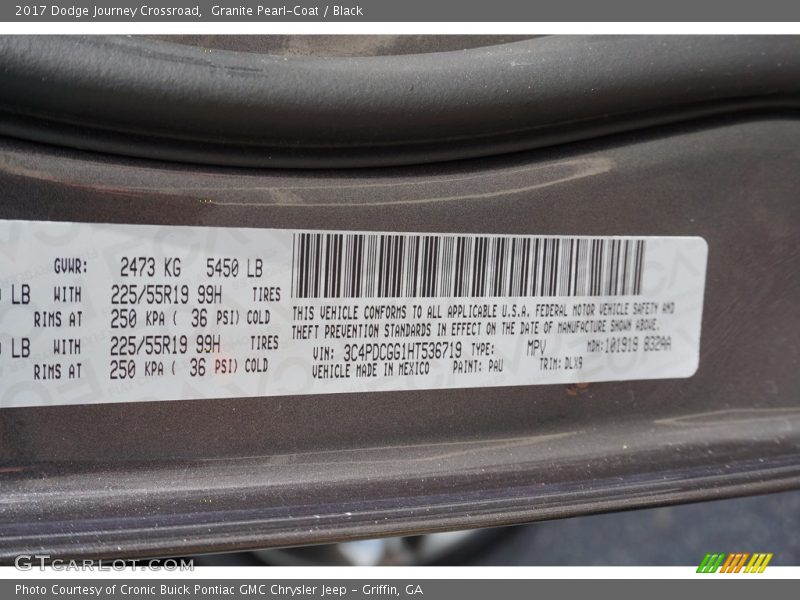 2017 Dodge Journey Crossroad, Granite Pearl-Coat / Black
GVWR: 2473 KG 5450 LB
LB WITH 225/55R19 99H TIRES
RIMS AT 250 KPA ( 36 PSI) COLD
LB WITH 225/55R19 99H TIRES
RIMS AT 250 KPA ( 36 PSI) COLD
THIS VEHICLE CONFORMS TO ALL APPLICABLE U.S.A. FEDERAL MOTOR VEHICLE SAFETY AND
THEFT PREVENTION STANDARDS IN EFFECT ON THE DATE OF MANUFACTURE SHOWN ABOVE.
VIN: 3C4PDCGG1HT536719 TYPE: MPV MDH: 101919 832AA
VEHICLE MADE IN MEXICO PAINT: PAU TRIM: DLX9
GTCARLOT.COM
Photo Courtesy of Cronic Buick Pontiac GMC Chrysler Jeep - Griffin, GA